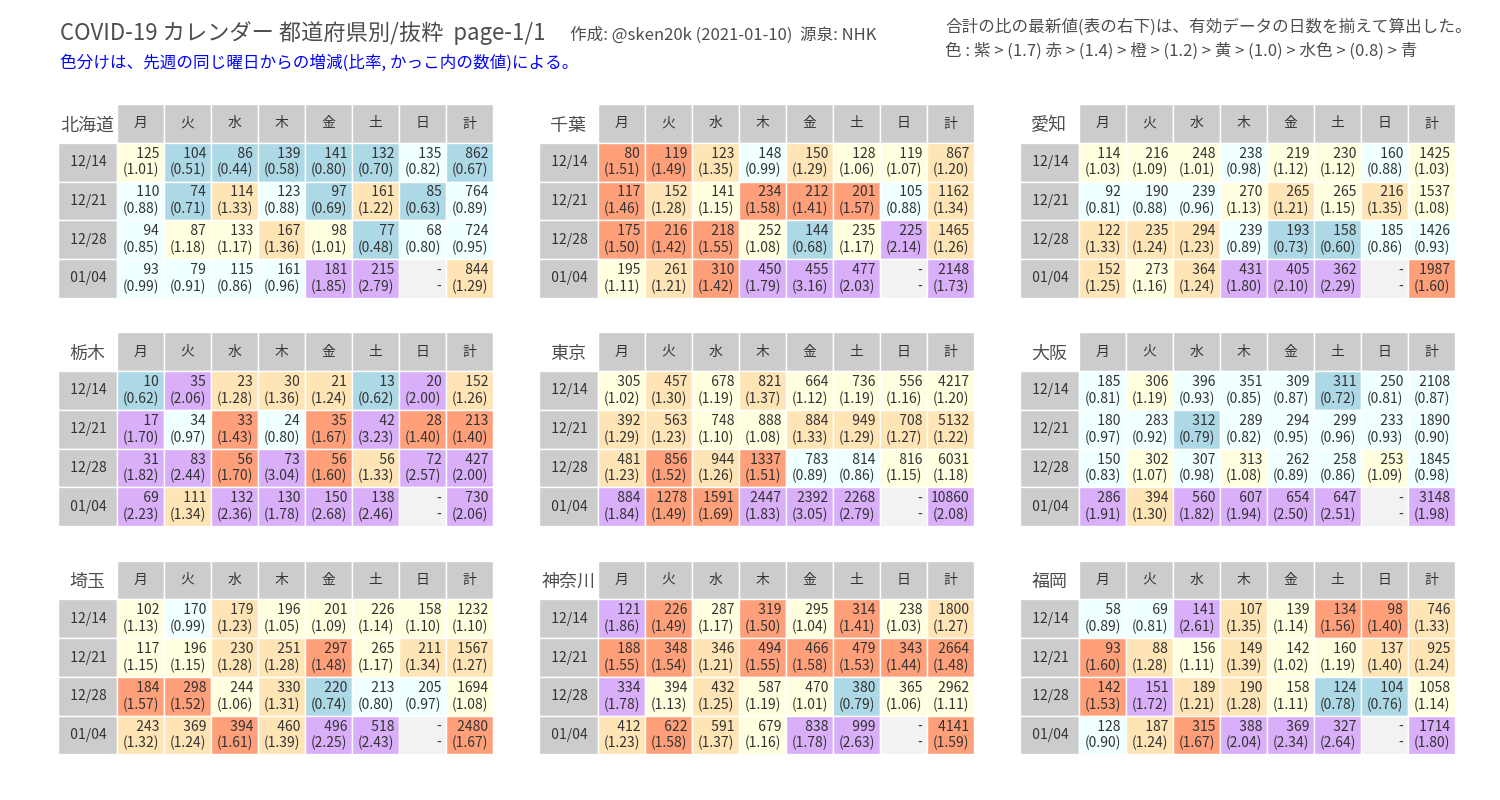 COVID-19 カレンダー 都道府県別/抜粋 page-1/1 作成: @sken20k (2021-01-10) 源泉: NHK
色分けは、先週の同じ曜日からの増減(比率, かっこ内の数値)による。
合計の比の最新値(表の右下)は、有効データの日数を揃えて算出した。
色 : 紫 > (1.7) 赤 > (1.4) > 橙 > (1.2) > 黄 > (1.0) > 水色 > (0.8) > 青
北海道 月 火 水 木 金 土 日 計
12/14 125 104 86 139 141 132 135 862
(1.01) (0.51) (0.44) (0.58) (0.80) (0.70) (0.82) (0.67)
12/21 110 74 114 123 97 161 85 764
(0.88) (0.71) (1.33) (0.88) (0.69) (1.22) (0.63) (0.89)
12/28 94 87 133 167 98 77 68 724
(0.85) (1.18) (1.17) (1.36) (1.01) (0.48) (0.80) (0.95)
01/04 93 79 115 161 181 215 - 844
(0.99) (0.91) (0.86) (0.96) (1.85) (2.79) - (1.29)
千葉 月 火 水 木 金 土 日 計
12/14 80 119 123 148 150 128 119 867
(1.51) (1.49) (1.35) (0.99) (1.29) (1.06) (1.07) (1.20)
12/21 117 152 141 234 212 201 105 1162
(1.46) (1.28) (1.15) (1.58) (1.41) (1.57) (0.88) (1.34)
12/28 175 216 218 252 144 235 225 1465
(1.50) (1.42) (1.55) (1.08) (0.68) (1.17) (2.14) (1.26)
01/04 195 261 310 450 455 477 - 2148
(1.11) (1.21) (1.42) (1.79) (3.16) (2.03) - (1.73)
愛知 月 火 水 木 金 土 日 計
12/14 114 216 248 238 219 230 160 1425
(1.03) (1.09) (1.01) (0.98) (1.12) (1.12) (0.88) (1.03)
12/21 92 190 239 270 265 265 216 1537
(0.81) (0.88) (0.96) (1.13) (1.21) (1.15) (1.35) (1.08)
12/28 122 235 294 239 193 158 185 1426
(1.33) (1.24) (1.23) (0.89) (0.73) (0.60) (0.86) (0.93)
01/04 152 273 364 431 405 362 - 1987
(1.25) (1.16) (1.24) (1.80) (2.10) (2.29) - (1.60)
栃木 月 火 水 木 金 土 日 計
12/14 10 35 23 30 21 13 20 152
(0.62) (2.06) (1.28) (1.36) (1.24) (0.62) (2.00) (1.26)
12/21 17 34 33 24 35 42 28 213
(1.70) (0.97) (1.43) (0.80) (1.67) (3.23) (1.40) (1.40)
12/28 31 83 56 73 56 56 72 427
(1.82) (2.44) (1.70) (3.04) (1.60) (1.33) (2.57) (2.00)
01/04 69 111 132 130 150 138 - 730
(2.23) (1.34) (2.36) (1.78) (2.68) (2.46) - (2.06)
東京 月 火 水 木 金 土 日 計
12/14 305 457 678 821 664 736 556 4217
(1.02) (1.30) (1.19) (1.37) (1.12) (1.19) (1.16) (1.20)
12/21 392 563 748 888 884 949 708 5132
(1.29) (1.23) (1.10) (1.08) (1.33) (1.29) (1.27) (1.22)
12/28 481 856 944 1337 783 814 816 6031
(1.23) (1.52) (1.26) (1.51) (0.89) (0.86) (1.15) (1.18)
01/04 884 1278 1591 2447 2392 2268 - 10860
(1.84) (1.49) (1.69) (1.83) (3.05) (2.79) - (2.08)
大阪 月 火 水 木 金 土 日 計
12/14 185 306 396 351 309 311 250 2108
(0.81) (1.19) (0.93) (0.85) (0.87) (0.72) (0.81) (0.87)
12/21 180 283 312 289 294 299 233 1890
(0.97) (0.92) (0.79) (0.82) (0.95) (0.96) (0.93) (0.90)
12/28 150 302 307 313 262 258 253 1845
(0.83) (1.07) (0.98) (1.08) (0.89) (0.86) (1.09) (0.98)
01/04 286 394 560 607 654 647 - 3148
(1.91) (1.30) (1.82) (1.94) (2.50) (2.51) - (1.98)
埼玉 月 火 水 木 金 土 日 計
12/14 102 170 179 196 201 226 158 1232
(1.13) (0.99) (1.23) (1.05) (1.09) (1.14) (1.10) (1.10)
12/21 117 196 230 251 297 265 211 1567
(1.15) (1.15) (1.28) (1.28) (1.48) (1.17) (1.34) (1.27)
12/28 184 298 244 330 220 213 205 1694
(1.57) (1.52) (1.06) (1.31) (0.74) (0.80) (0.97) (1.08)
01/04 243 369 394 460 496 518 - 2480
(1.32) (1.24) (1.61) (1.39) (2.25) (2.43) - (1.67)
神奈川 月 火 水 木 金 土 日 計
12/14 121 226 287 319 295 314 238 1800
(1.86) (1.49) (1.17) (1.50) (1.04) (1.41) (1.03) (1.27)
12/21 188 348 346 494 466 479 343 2664
(1.55) (1.54) (1.21) (1.55) (1.58) (1.53) (1.44) (1.48)
12/28 334 394 432 587 470 380 365 2962
(1.78) (1.13) (1.25) (1.19) (1.01) (0.79) (1.06) (1.11)
01/04 412 622 591 679 838 999 - 4141
(1.23) (1.58) (1.37) (1.16) (1.78) (2.63) - (1.59)
福岡 月 火 水 木 金 土 日 計
12/14 58 69 141 107 139 134 98 746
(0.89) (0.81) (2.61) (1.35) (1.14) (1.56) (1.40) (1.33)
12/21 93 88 156 149 142 160 137 925
(1.60) (1.28) (1.11) (1.39) (1.02) (1.19) (1.40) (1.24)
12/28 142 151 189 190 158 124 104 1058
(1.53) (1.72) (1.21) (1.28) (1.11) (0.78) (0.76) (1.14)
01/04 128 187 315 388 369 327 - 1714
(0.90) (1.24) (1.67) (2.04) (2.34) (2.64) - (1.80)